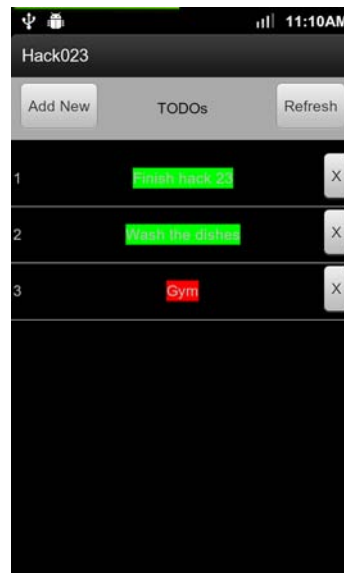 11:10AM
Hack023
Add New TODOs Refresh
1 Finish hack 23 X
2 Wash the dishes X
3 Gym X